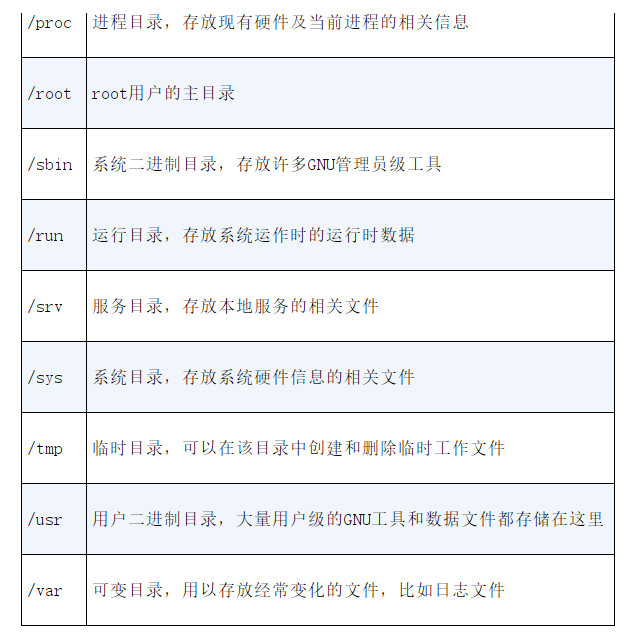 /proc 进程目录，存放现有硬件及当前进程的相关信息
/root root用户的主目录
/sbin 系统二进制目录，存放许多GNU管理员级工具
/run 运行目录，存放系统运作时的运行时数据
/srv 服务目录，存放本地服务的相关文件
/sys 系统目录，存放系统硬件信息的相关文件
/tmp 临时目录，可以在该目录中创建和删除临时工作文件
/usr 用户二进制目录，大量用户级的GNU工具和数据文件都存储在这里
/var 可变目录，用以存放经常变化的文件，比如日志文件